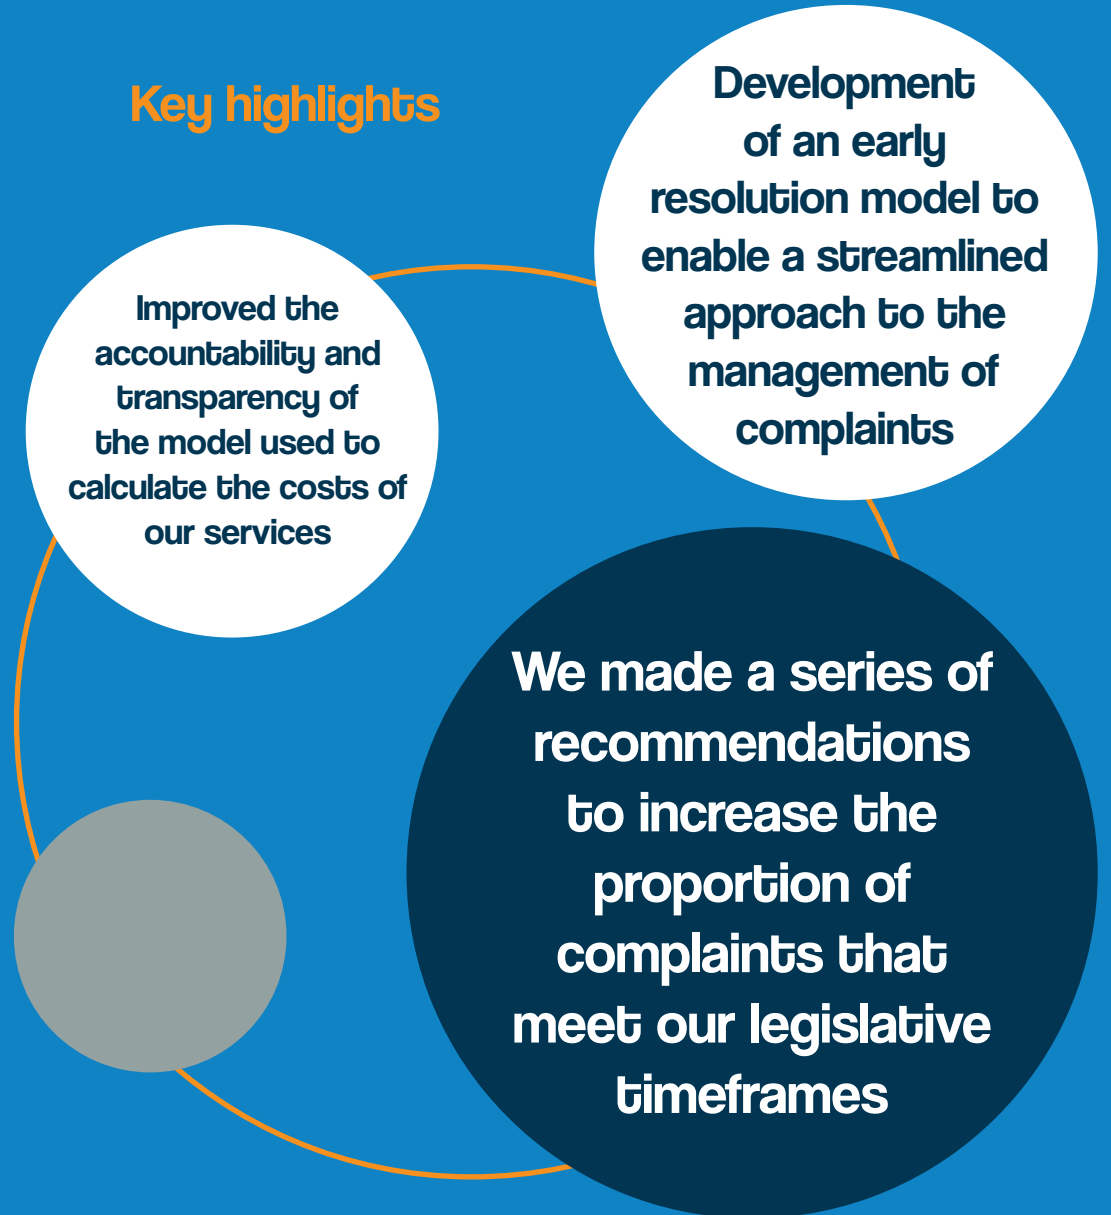 Key highlights
Development
of an early
resolution model to
enable a streamlined
approach to the
management of
complaints
Improved the
accountability and
transparency of
the model used to
calculate the costs of
our services
We made a series of
recommendations
to increase the
proportion of
complaints that
meet our legislative
timeframes